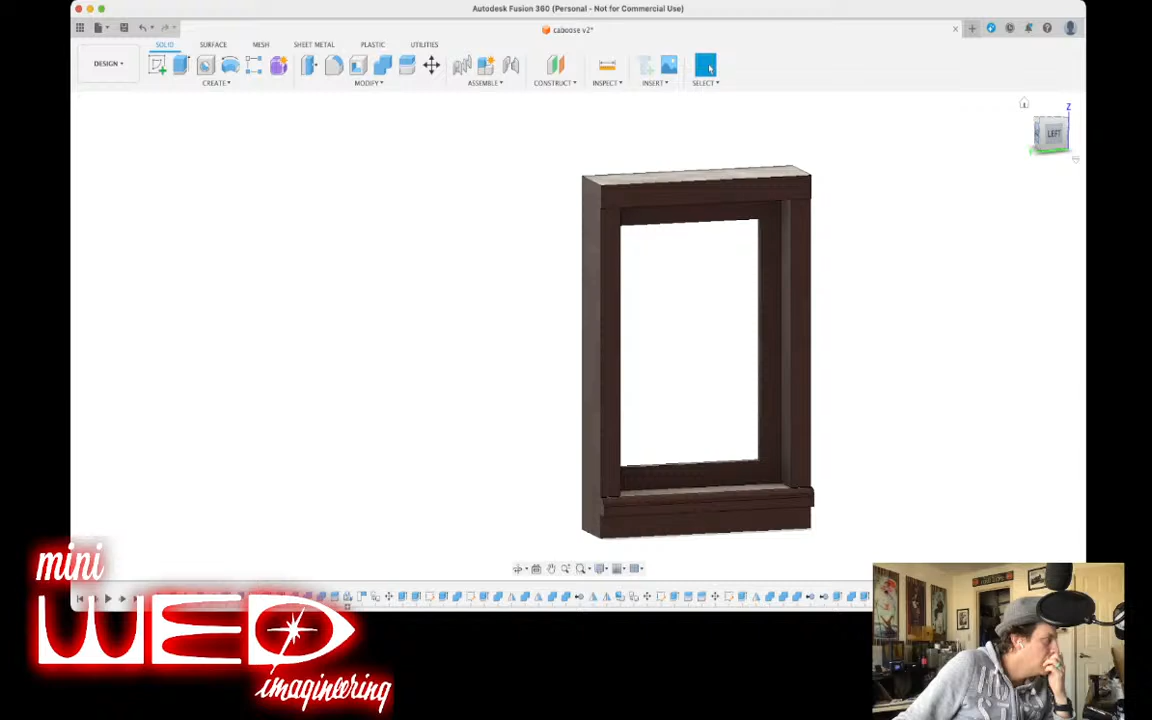 Autodesk Fusion 360 (Personal - Not for Commercial Use)
caboose v2*
SOLID SURFACE MESH SHEET METAL PLASTIC UTILITIES
DESIGN
CREATE MODIFY ASSEMBLE CONSTRUCT INSPECT INSERT SELECT
Z
LEFT
mini
WED
imagineering